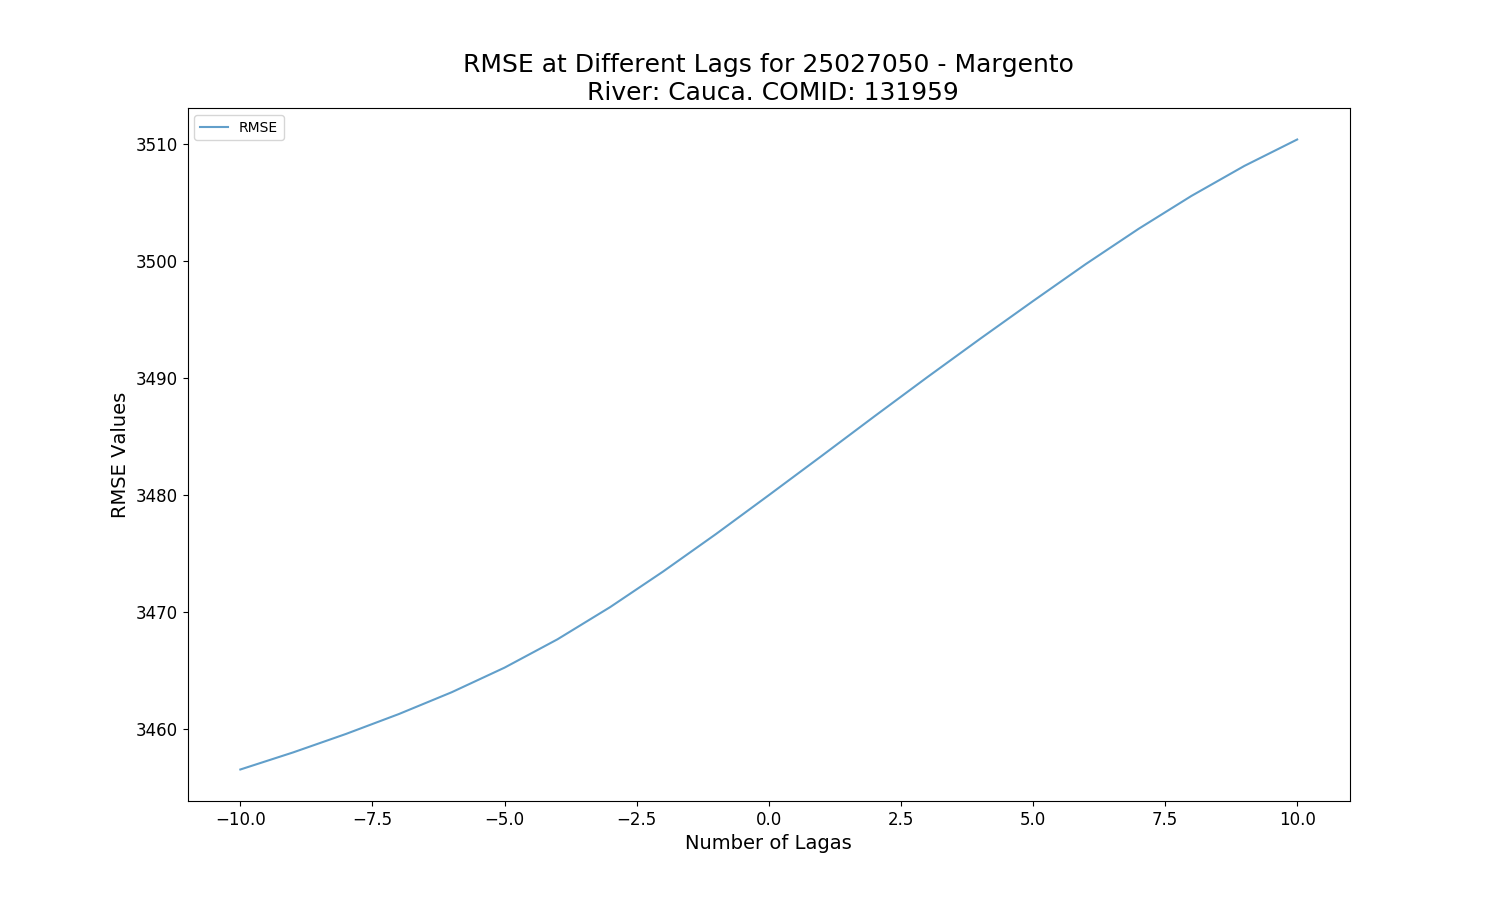 RMSE at Different Lags for 25027050 - Margento
River: Cauca. COMID: 131959
RMSE
3510
3500
3490
3480
3470
3460
RMSE Values
−10.0 −7.5 −5.0 −2.5 0.0 2.5 5.0 7.5 10.0
Number of Lagas